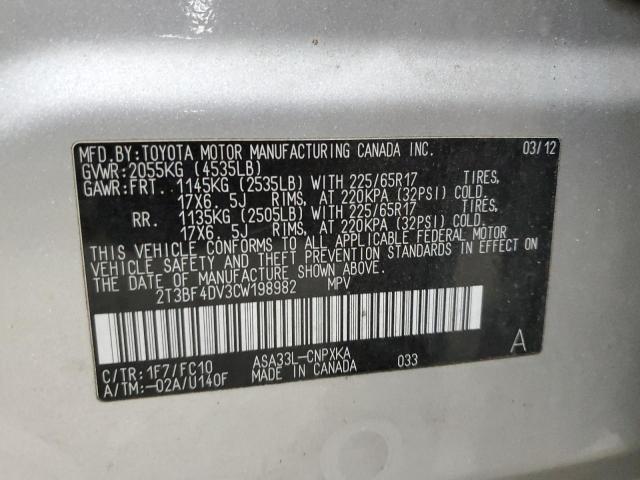 MFD.BY:TOYOTA MOTOR MANUFACTURING CANADA INC. 03/12
GVWR:2055KG (4535LB)
GAWR:FRT. 1145KG (2535LB) WITH 225/65R17 TIRES,
17X6. 5J RIMS, AT 220KPA (32PSI) COLD.
RR. 1135KG (2505LB) WITH 225/65R17 TIRES,
17X6. 5J RIMS, AT 220KPA (32PSI) COLD.
THIS VEHICLE CONFORMS TO ALL APPLICABLE FEDERAL MOTOR
VEHICLE SAFETY AND THEFT PREVENTION STANDARDS IN EFFECT ON
THE DATE OF MANUFACTURE SHOWN ABOVE.
2T3BF4DV3CW198982 MPV
C/TR:1F7/FC10 ASA33L-CNPXKA 033 A
A/TM:-02A/U140F MADE IN CANADA